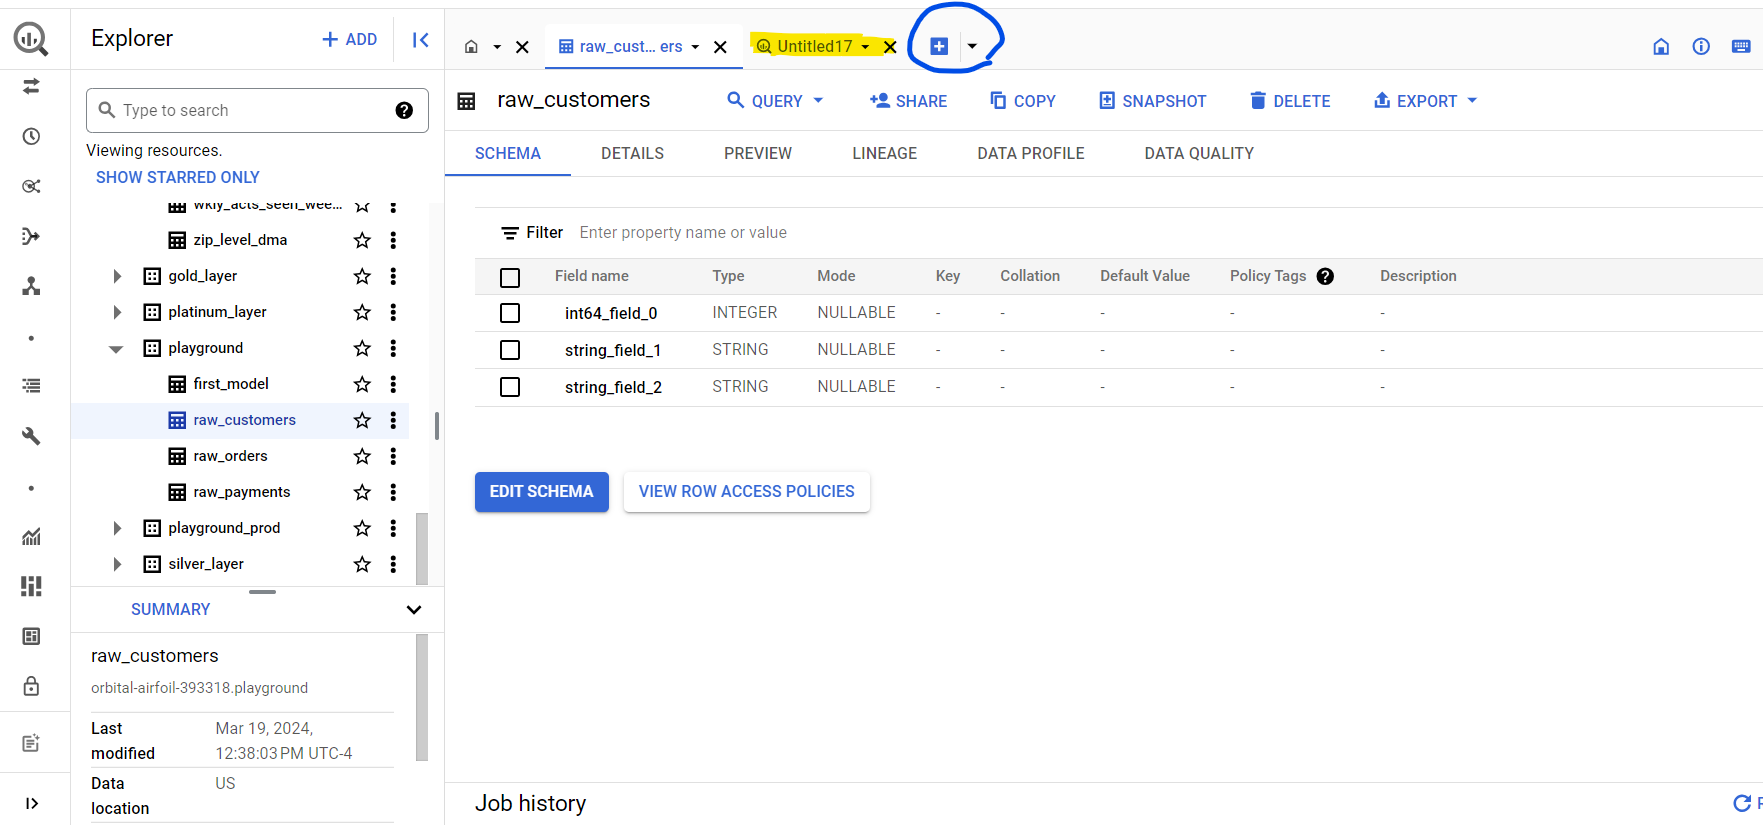 Explorer
ADD
Type to search
Viewing resources.
SHOW STARRED ONLY
wkly_acts_seen_wee...
zip_level_dma
gold_layer
platinum_layer
playground
first_model
raw_customers
raw_orders
raw_payments
playground_prod
silver_layer
SUMMARY
raw_customers
orbital-airfoil-393318.playground
Last modified
Mar 19, 2024, 12:38:03 PM UTC-4
Data location
US
raw_cust... ers
Untitled17
raw_customers
QUERY
SHARE
COPY
SNAPSHOT
DELETE
EXPORT
SCHEMA
DETAILS
PREVIEW
LINEAGE
DATA PROFILE
DATA QUALITY
Filter Enter property name or value
Field name Type Mode Key Collation Default Value Policy Tags Description
int64_field_0 INTEGER NULLABLE - - - - -
string_field_1 STRING NULLABLE - - - - -
string_field_2 STRING NULLABLE - - - - -
EDIT SCHEMA
VIEW ROW ACCESS POLICIES
Job history